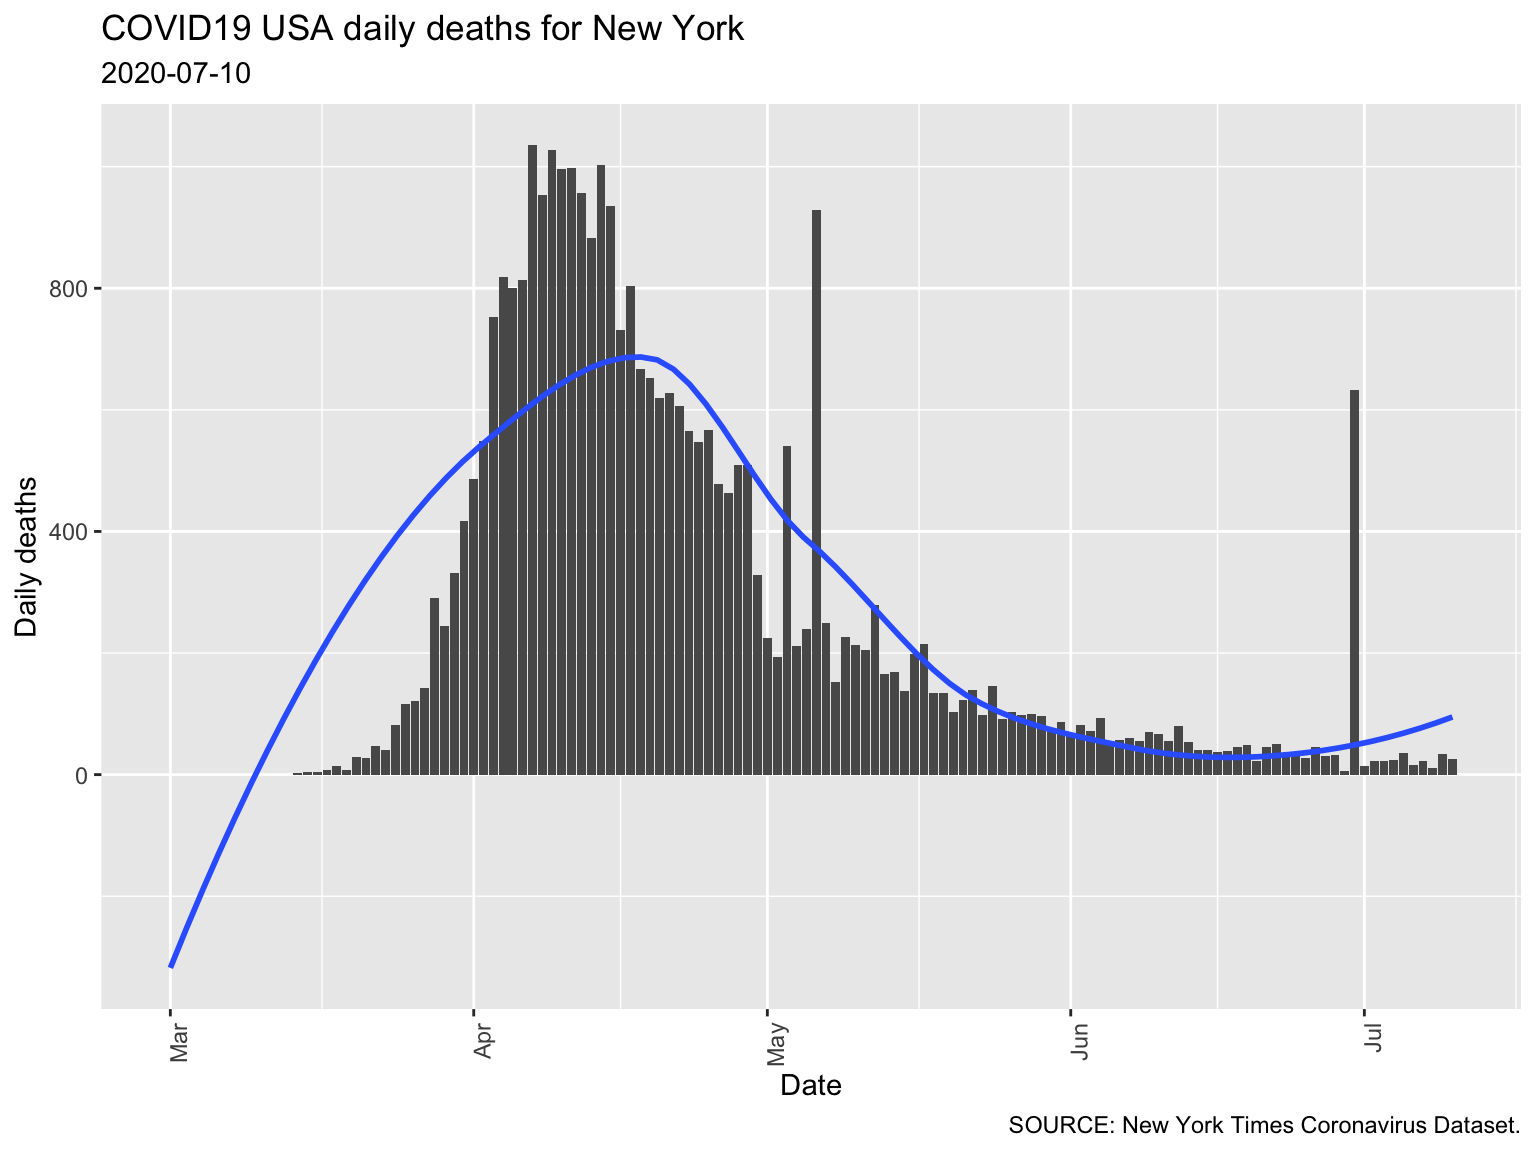 COVID19 USA daily deaths for New York
2020-07-10
Daily deaths
800
400
0
Mar
Apr
May
Jun
Jul
Date
SOURCE: New York Times Coronavirus Dataset.